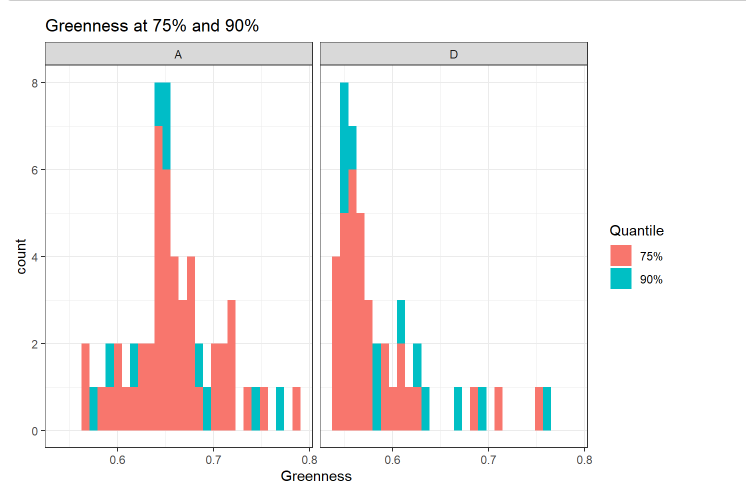 Greenness at 75% and 90%
A
D
8
6
4
2
0
count
0.6
0.7
0.8
0.6
0.7
0.8
Greenness
Quantile
75%
90%